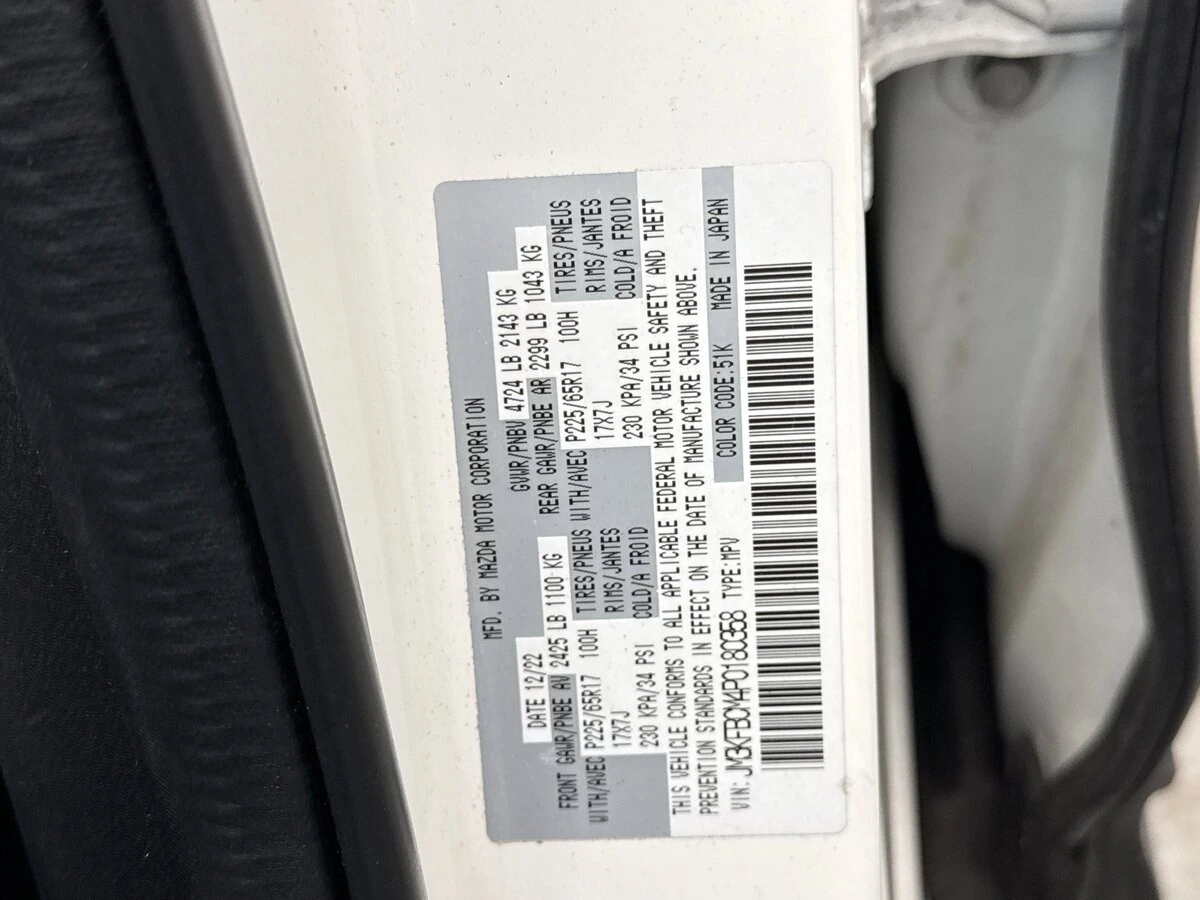 MFD. BY MAZDA MOTOR CORPORATION
DATE 12/22 GVWR/PNBV 4724 LB 2143 KG
FRONT GAWR/PNBE AV 2425 LB 1100 KG REAR GAWR/PNBE AR 2299 LB 1043 KG
WITH/AVEC P225/65R17 100H TIRES/PNEUS WITH/AVEC P225/65R17 100H TIRES/PNEUS
17X7J RIMS/JANTES 17X7J RIMS/JANTES
230 KPA/34 PSI COLD/A FROID 230 KPA/34 PSI COLD/A FROID
THIS VEHICLE CONFORMS TO ALL APPLICABLE FEDERAL MOTOR VEHICLE SAFETY AND THEFT
PREVENTION STANDARDS IN EFFECT ON THE DATE OF MANUFACTURE SHOWN ABOVE.
VIN: JM3KFBCM4P0180358 TYPE:MPV COLOR CODE:51K MADE IN JAPAN